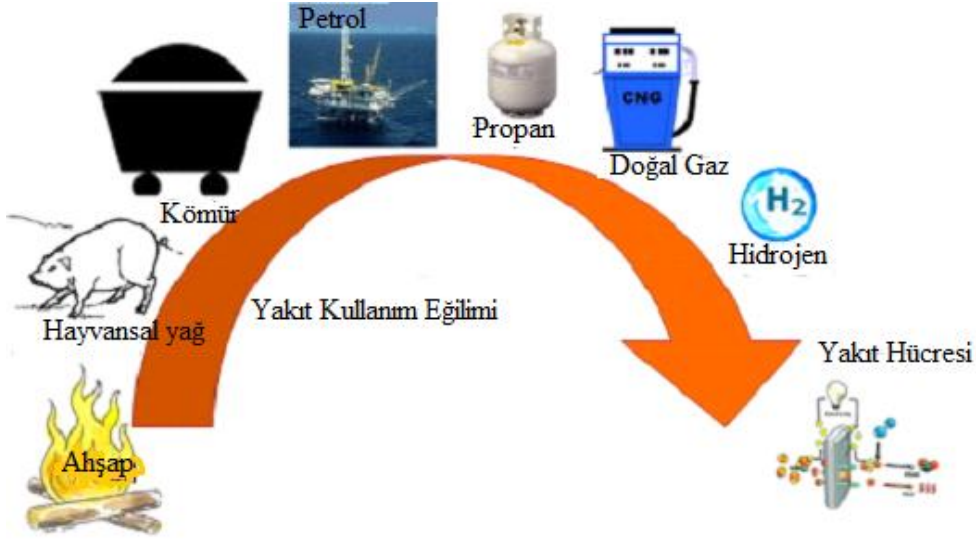 Petrol
Propan
CNG
Doğal Gaz
Kömür
H2
Hidrojen
Hayvansal yağ
Yakıt Kullanım Eğilimi
Yakıt Hücresi
Ahşap